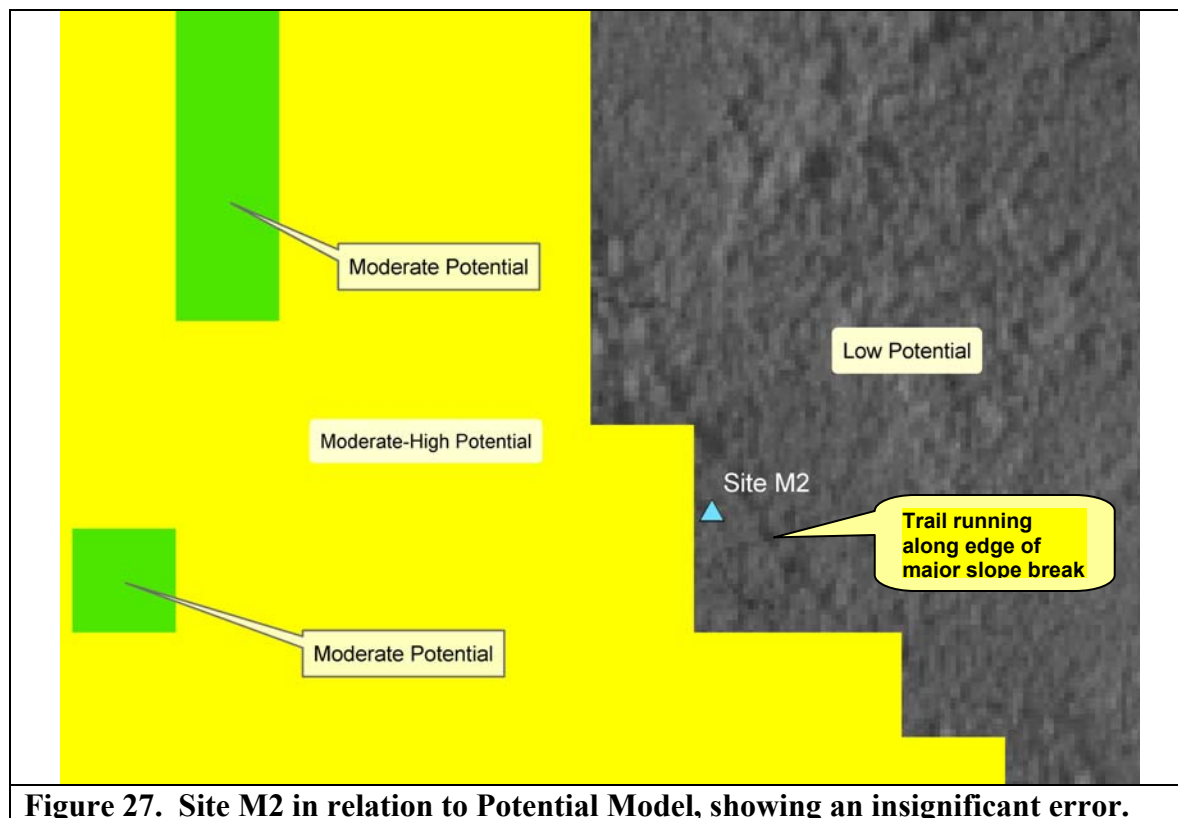 Moderate Potential
Low Potential
Moderate-High Potential
Site M2
Trail running
along edge of
major slope break
Moderate Potential
Figure 27.  Site M2 in relation to Potential Model, showing an insignificant error.